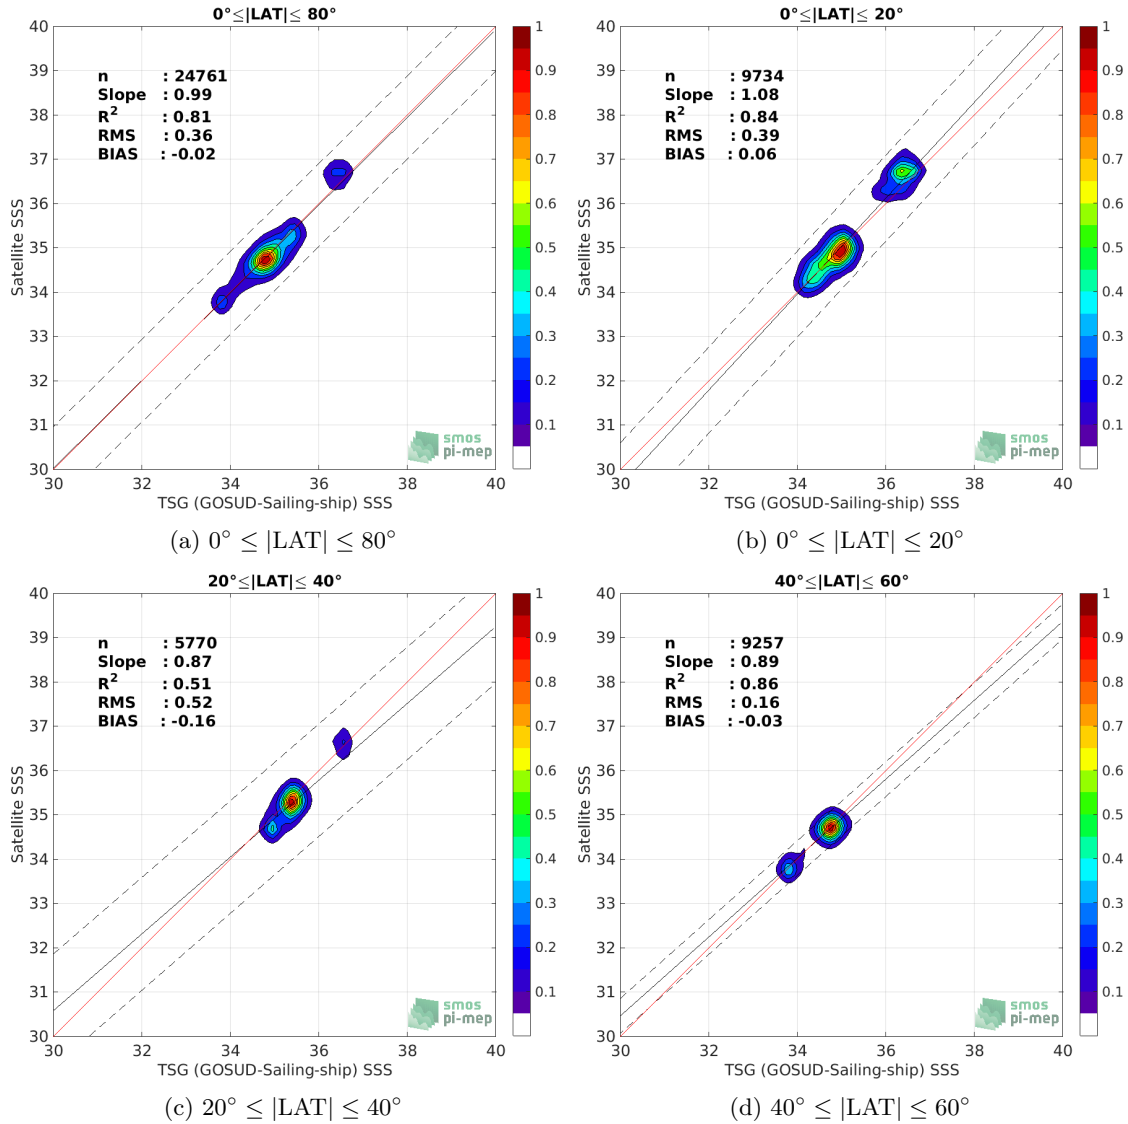 0°≤|LAT|≤ 80°
n : 24761
Slope : 0.99
R² : 0.81
RMS : 0.36
BIAS : -0.02
Satellite SSS
40
39
38
37
36
35
34
33
32
31
30
30 32 34 36 38 40
TSG (GOSUD-Sailing-ship) SSS
1
0.9
0.8
0.7
0.6
0.5
0.4
0.3
0.2
0.1
smos
pi-mep
(a) 0° ≤ |LAT| ≤ 80°
0°≤|LAT|≤ 20°
n : 9734
Slope : 1.08
R² : 0.84
RMS : 0.39
BIAS : 0.06
Satellite SSS
40
39
38
37
36
35
34
33
32
31
30
30 32 34 36 38 40
TSG (GOSUD-Sailing-ship) SSS
1
0.9
0.8
0.7
0.6
0.5
0.4
0.3
0.2
0.1
smos
pi-mep
(b) 0° ≤ |LAT| ≤ 20°
20°≤|LAT|≤ 40°
n : 5770
Slope : 0.87
R² : 0.51
RMS : 0.52
BIAS : -0.16
Satellite SSS
40
39
38
37
36
35
34
33
32
31
30
30 32 34 36 38 40
TSG (GOSUD-Sailing-ship) SSS
1
0.9
0.8
0.7
0.6
0.5
0.4
0.3
0.2
0.1
smos
pi-mep
(c) 20° ≤ |LAT| ≤ 40°
40°≤|LAT|≤ 60°
n : 9257
Slope : 0.89
R² : 0.86
RMS : 0.16
BIAS : -0.03
Satellite SSS
40
39
38
37
36
35
34
33
32
31
30
30 32 34 36 38 40
TSG (GOSUD-Sailing-ship) SSS
1
0.9
0.8
0.7
0.6
0.5
0.4
0.3
0.2
0.1
smos
pi-mep
(d) 40° ≤ |LAT| ≤ 60°